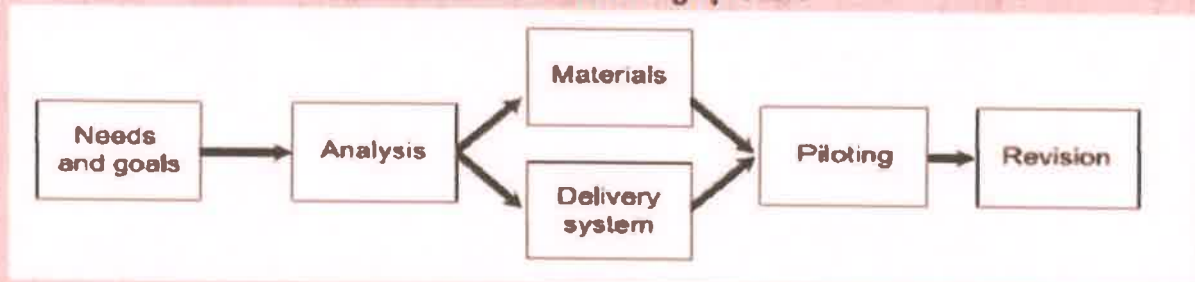 Needs
and goals
Analysis
Materials
Delivery
system
Piloting
Revision